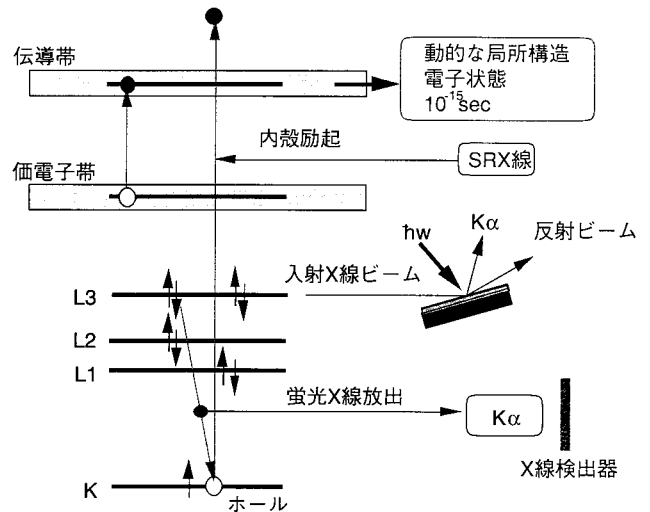 伝導帯
動的な局所構造
電子状態
10⁻¹⁵sec
内殻励起
SRX線
価電子帯
ħw
Kα
反射ビーム
入射X線ビーム
L3
L2
L1
蛍光X線放出
Kα
X線検出器
K
ホール